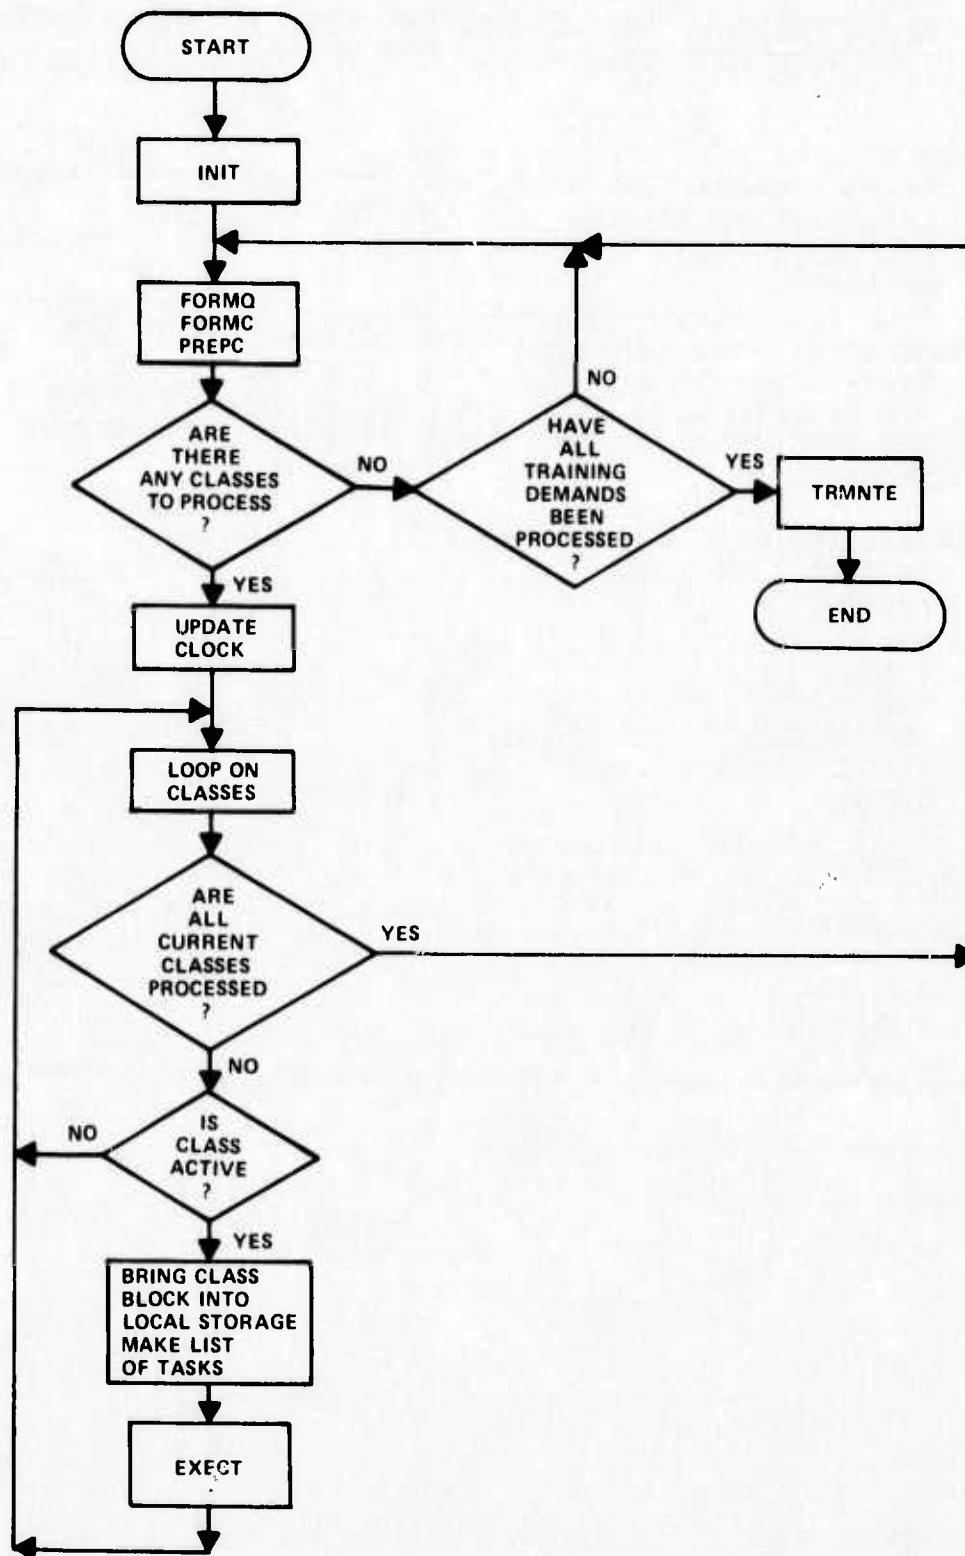 START
INIT
FORMQ
FORMC
PREPC
ARE
THERE
ANY CLASSES
TO PROCESS
?
NO
YES
HAVE
ALL
TRAINING
DEMANDS
BEEN
PROCESSED
?
NO
YES
TRMNTE
END
UPDATE
CLOCK
LOOP ON
CLASSES
ARE
ALL
CURRENT
CLASSES
PROCESSED
?
YES
NO
IS
CLASS
ACTIVE
?
NO
YES
BRING CLASS
BLOCK INTO
LOCAL STORAGE
MAKE LIST
OF TASKS
EXECT